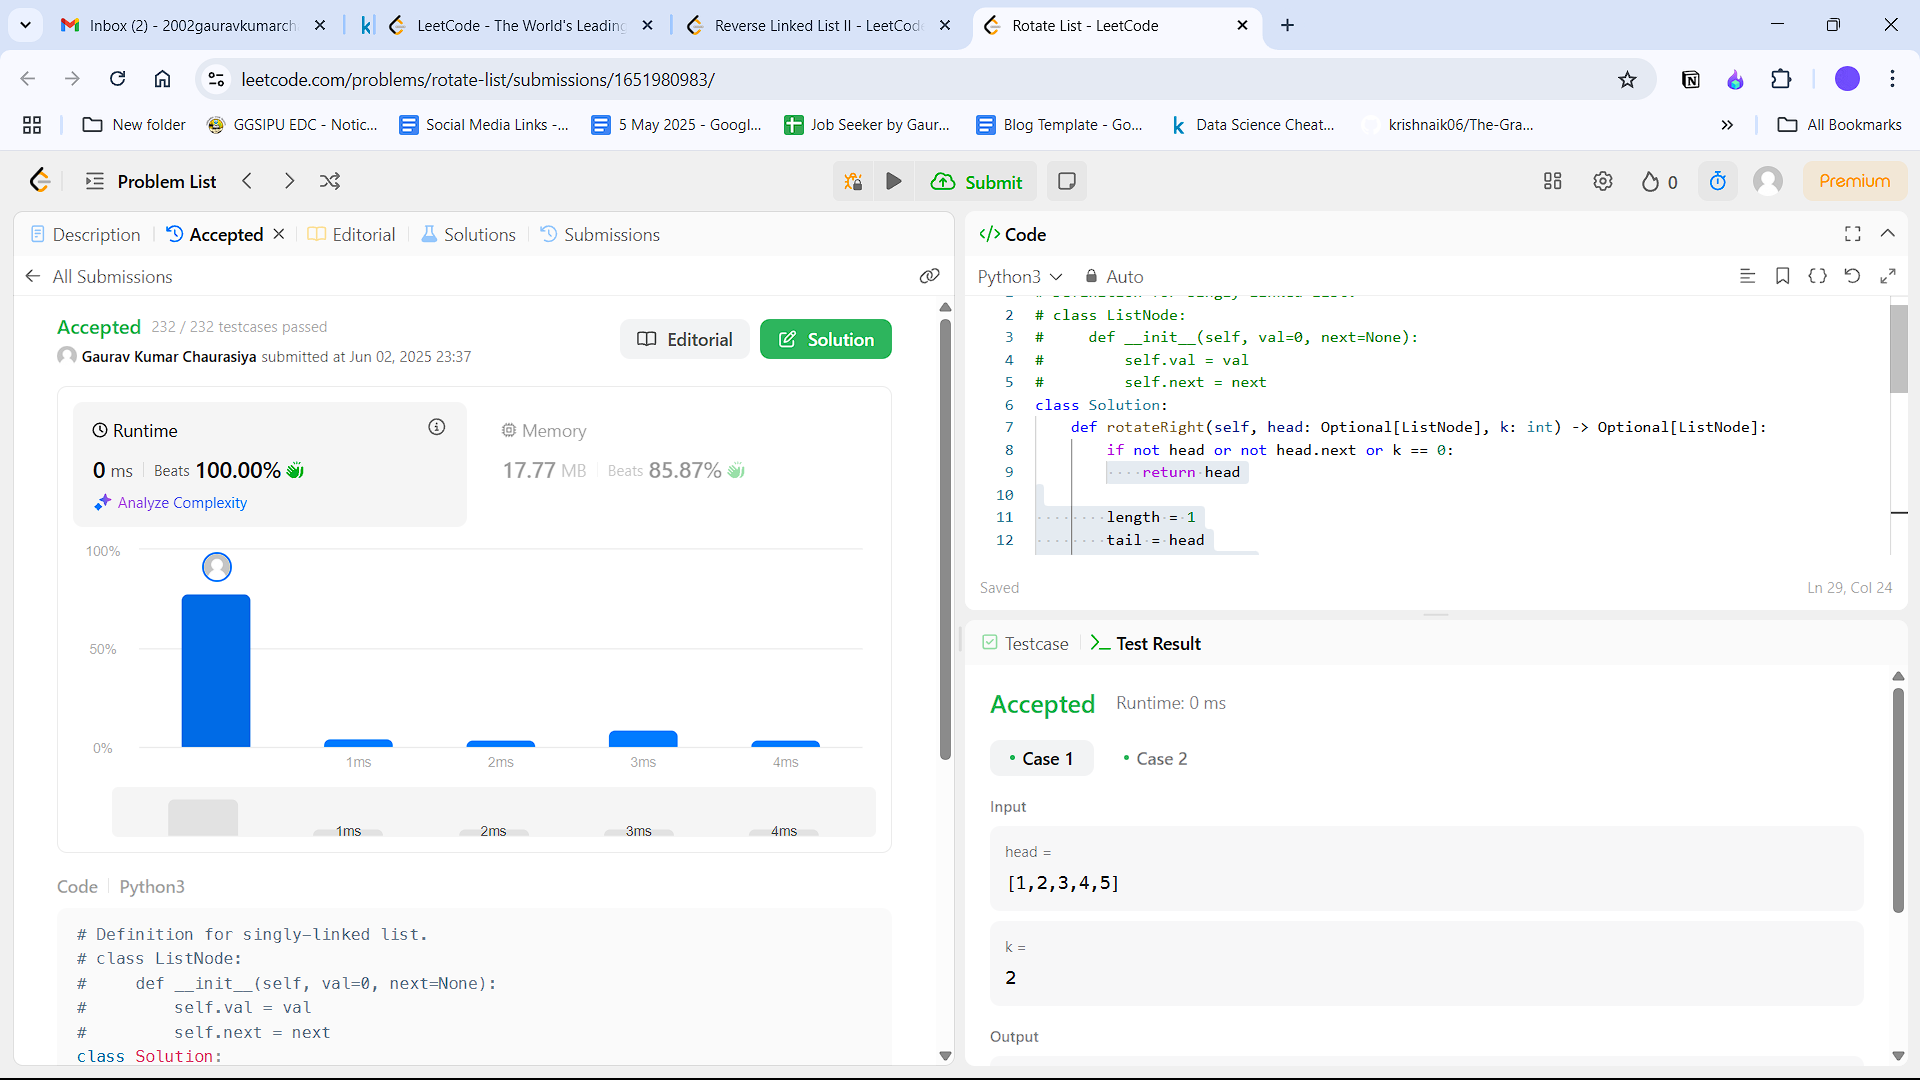 Inbox (2) - 2002gauravkumarch
LeetCode - The World's Leading
Reverse Linked List II - LeetCode
Rotate List - LeetCode
leetcode.com/problems/rotate-list/submissions/1651980983/
New folder
GGSIPU EDC - Notic...
Social Media Links -...
5 May 2025 - Googl...
Job Seeker by Gaur...
Blog Template - Go...
Data Science Cheat...
krishnaik06/The-Gra...
All Bookmarks
Problem List
Submit
0
Premium
Description
Accepted
Editorial
Solutions
Submissions
All Submissions
Accepted 232 / 232 testcases passed
Gaurav Kumar Chaurasiya submitted at Jun 02, 2025 23:37
Editorial
Solution
Runtime
0 ms Beats 100.00%
Analyze Complexity
Memory
17.77 MB Beats 85.87%
100%
50%
0%
1ms 2ms 3ms 4ms
1ms 2ms 3ms 4ms
Code Python3
# Definition for singly-linked list.
# class ListNode:
#     def __init__(self, val=0, next=None):
#         self.val = val
#         self.next = next
class Solution:
</> Code
Python3 Auto
2 # class ListNode:
3 #     def __init__(self, val=0, next=None):
4 #         self.val = val
5 #         self.next = next
6 class Solution:
7     def rotateRight(self, head: Optional[ListNode], k: int) -> Optional[ListNode]:
8         if not head or not head.next or k == 0:
9             return head
10
11         length = 1
12         tail = head
Saved
Ln 29, Col 24
Testcase
Test Result
Accepted Runtime: 0 ms
Case 1
Case 2
Input
head =
[1,2,3,4,5]
k =
2
Output